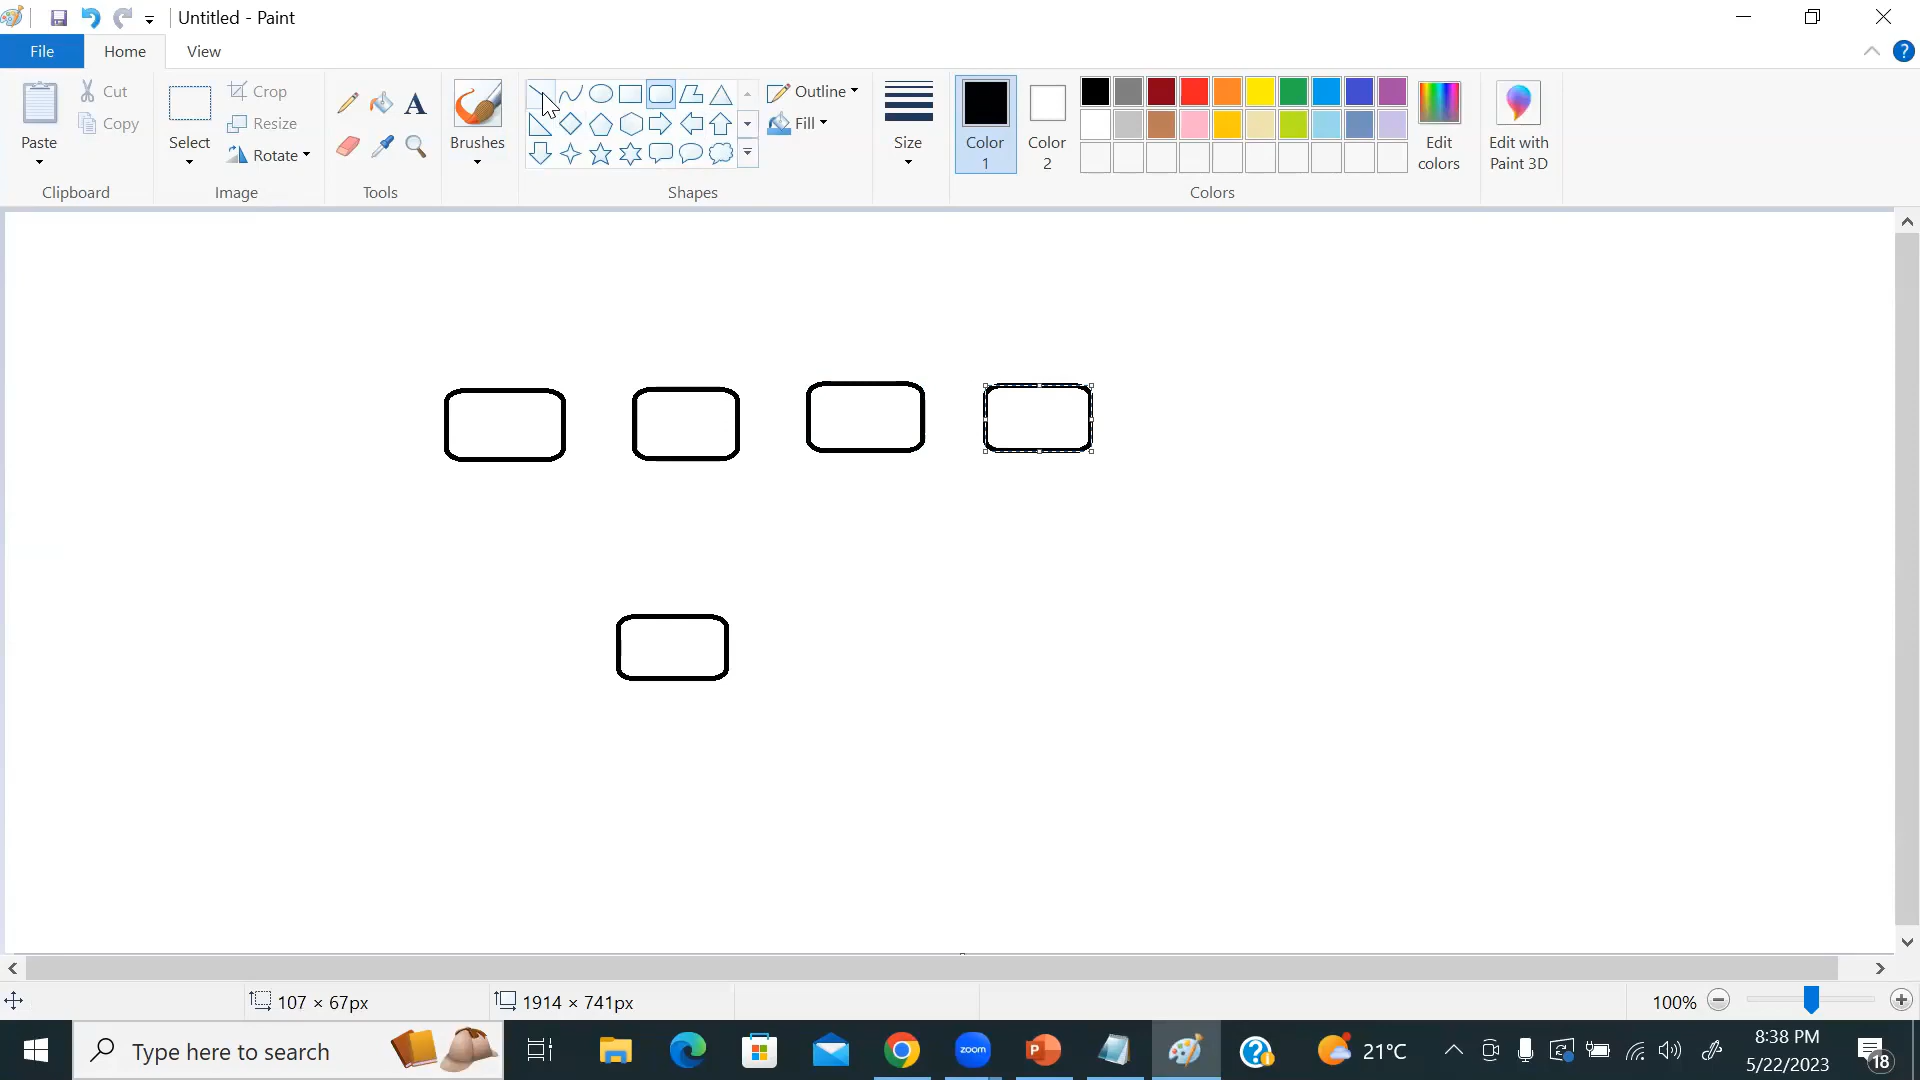 Untitled - Paint
File Home View
Paste
Cut
Copy
Clipboard
Select
Crop
Resize
Rotate
Image
A
Tools
Brushes
Outline
Fill
Shapes
Size
Color
1
Color
2
Edit
colors
Colors
Edit with
Paint 3D
?
107 × 67px
1914 × 741px
100%
Type here to search
zoom
P
?
21°C
8:38 PM
5/22/2023
18